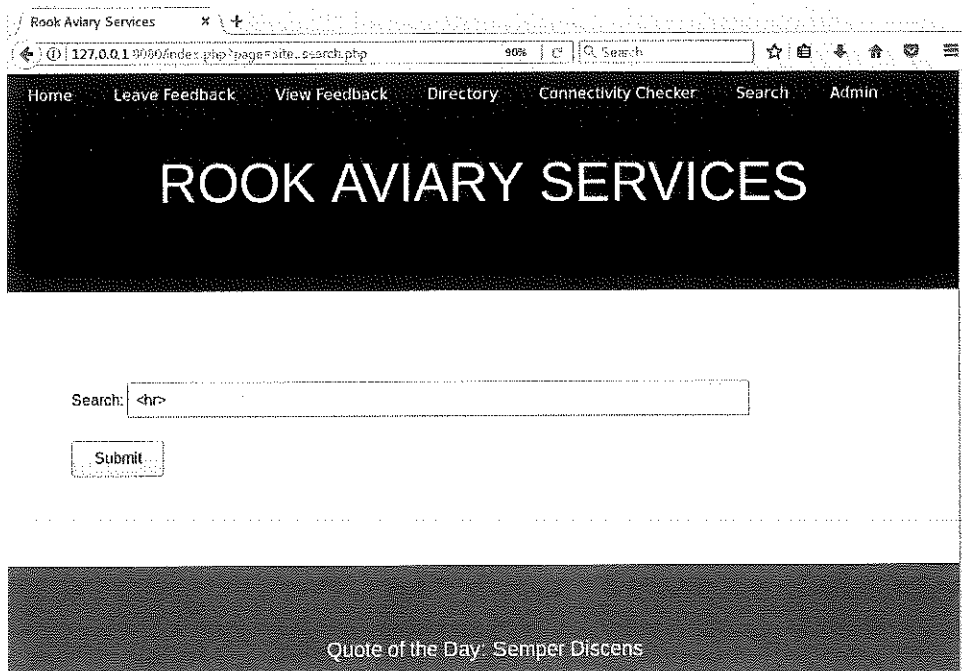 Rook Aviary Services
127.0.0.1:9090/index.php?page=site_search.php 90% Search
Home Leave Feedback View Feedback Directory Connectivity Checker Search Admin
ROOK AVIARY SERVICES
Search: <hr>
Submit
Quote of the Day: Semper Discens